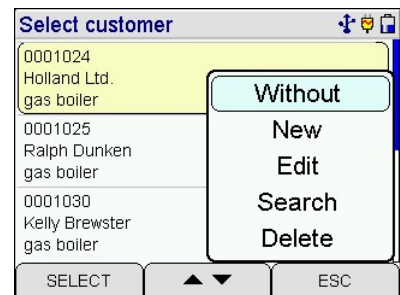 Select customer
0001024
Holland Ltd.
gas boiler
0001025
Ralph Dunken
gas boiler
0001030
Kelly Brewster
gas boiler
Without
New
Edit
Search
Delete
SELECT
ESC